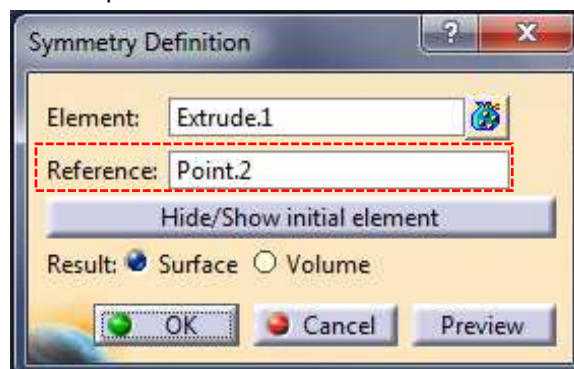 Symmetry Definition
Element: Extrude.1
Reference: Point.2
Hide/Show initial element
Result: Surface Volume
OK Cancel Preview